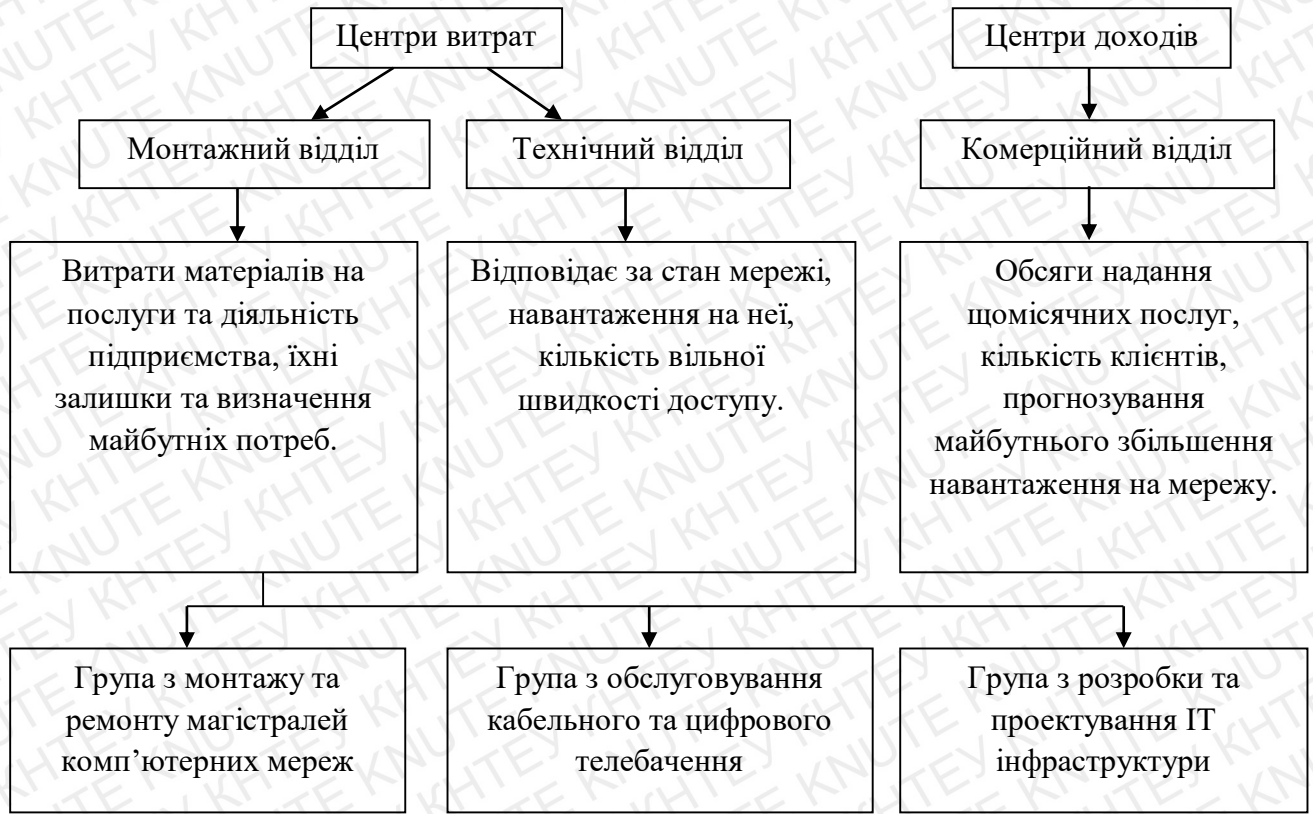 Центри витрат
Центри доходів
Монтажний відділ
Технічний відділ
Комерційний відділ
Витрати матеріалів на
послуги та діяльність
підприємства, їхні
залишки та визначення
майбутніх потреб.
Відповідає за стан мережі,
навантаження на неї,
кількість вільної
швидкості доступу.
Обсяги надання
щомісячних послуг,
кількість клієнтів,
прогнозування
майбутнього збільшення
навантаження на мережу.
Група з монтажу та
ремонту магістралей
комп’ютерних мереж
Група з обслуговування
кабельного та цифрового
телебачення
Група з розробки та
проектування ІТ
інфраструктури